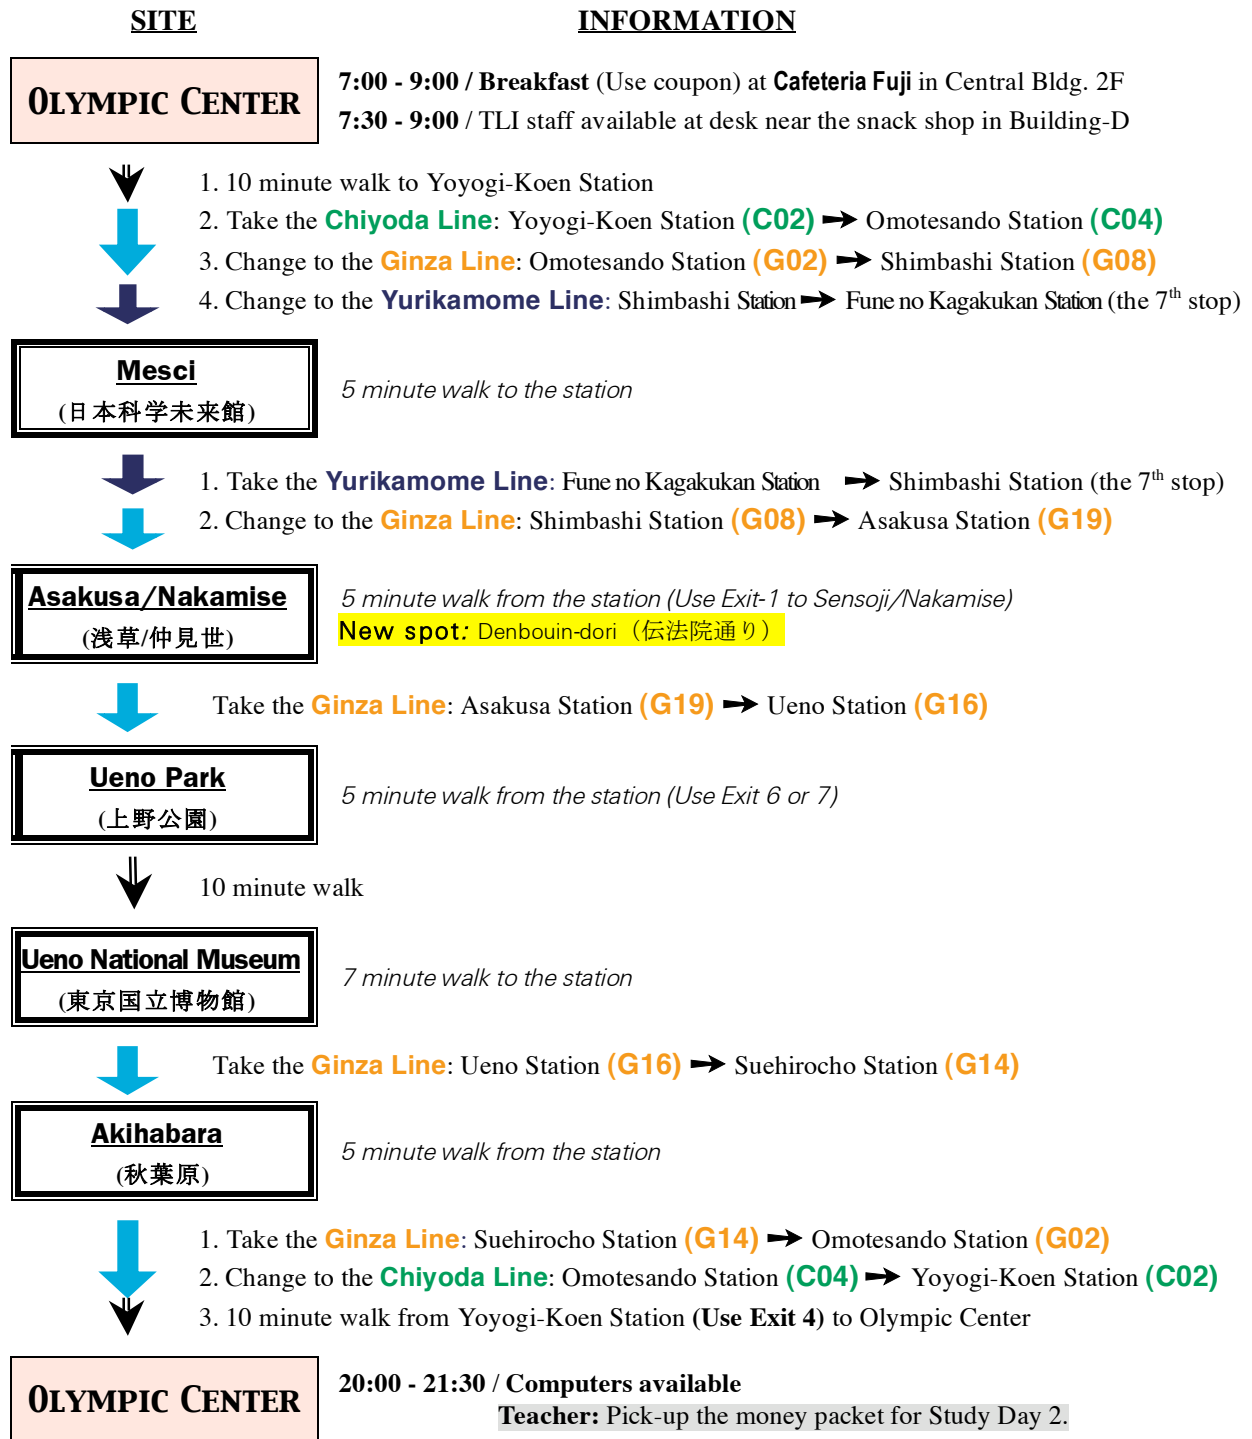 SITE INFORMATION
OLYMPIC CENTER
7:00 - 9:00 / Breakfast (Use coupon) at Cafeteria Fuji in Central Bldg. 2F
7:30 - 9:00 / TLI staff available at desk near the snack shop in Building-D
1. 10 minute walk to Yoyogi-Koen Station
2. Take the Chiyoda Line: Yoyogi-Koen Station (C02) ➛ Omotesando Station (C04)
3. Change to the Ginza Line: Omotesando Station (G02) ➛ Shimbashi Station (G08)
4. Change to the Yurikamome Line: Shimbashi Station ➛ Fune no Kagakukan Station (the 7th stop)
Mesci
(日本科学未来館)
5 minute walk to the station
1. Take the Yurikamome Line: Fune no Kagakukan Station ➛ Shimbashi Station (the 7th stop)
2. Change to the Ginza Line: Shimbashi Station (G08) ➛ Asakusa Station (G19)
Asakusa/Nakamise
(浅草/仲見世)
5 minute walk from the station (Use Exit-1 to Sensoji/Nakamise)
New spot: Denbouin-dori（伝法院通り）
Take the Ginza Line: Asakusa Station (G19) ➛ Ueno Station (G16)
Ueno Park
(上野公園)
5 minute walk from the station (Use Exit 6 or 7)
10 minute walk
Ueno National Museum
(東京国立博物館)
7 minute walk to the station
Take the Ginza Line: Ueno Station (G16) ➛ Suehirocho Station (G14)
Akihabara
(秋葉原)
5 minute walk from the station
1. Take the Ginza Line: Suehirocho Station (G14) ➛ Omotesando Station (G02)
2. Change to the Chiyoda Line: Omotesando Station (C04) ➛ Yoyogi-Koen Station (C02)
3. 10 minute walk from Yoyogi-Koen Station (Use Exit 4) to Olympic Center
OLYMPIC CENTER
20:00 - 21:30 / Computers available
Teacher: Pick-up the money packet for Study Day 2.